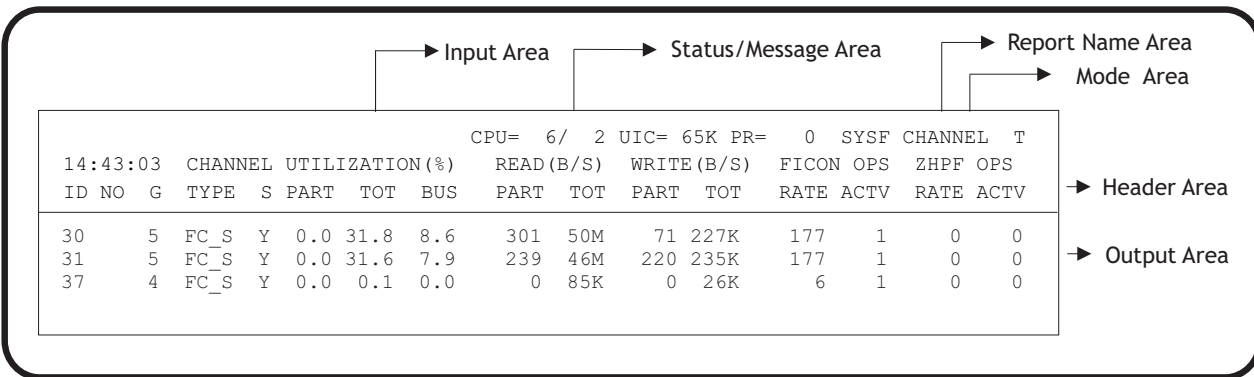 Input Area Status/Message Area Report Name Area
Mode Area
CPU= 6/ 2 UIC= 65K PR= 0 SYSF CHANNEL T
14:43:03 CHANNEL UTILIZATION(%) READ(B/S) WRITE(B/S) FICON OPS ZHPF OPS
ID NO G TYPE S PART TOT BUS PART TOT PART TOT RATE ACTV RATE ACTV Header Area
30 5 FC_S Y 0.0 31.8 8.6 301 50M 71 227K 177 1 0 0
31 5 FC_S Y 0.0 31.6 7.9 239 46M 220 235K 177 1 0 0 Output Area
37 4 FC_S Y 0.0 0.1 0.0 0 85K 0 26K 6 1 0 0